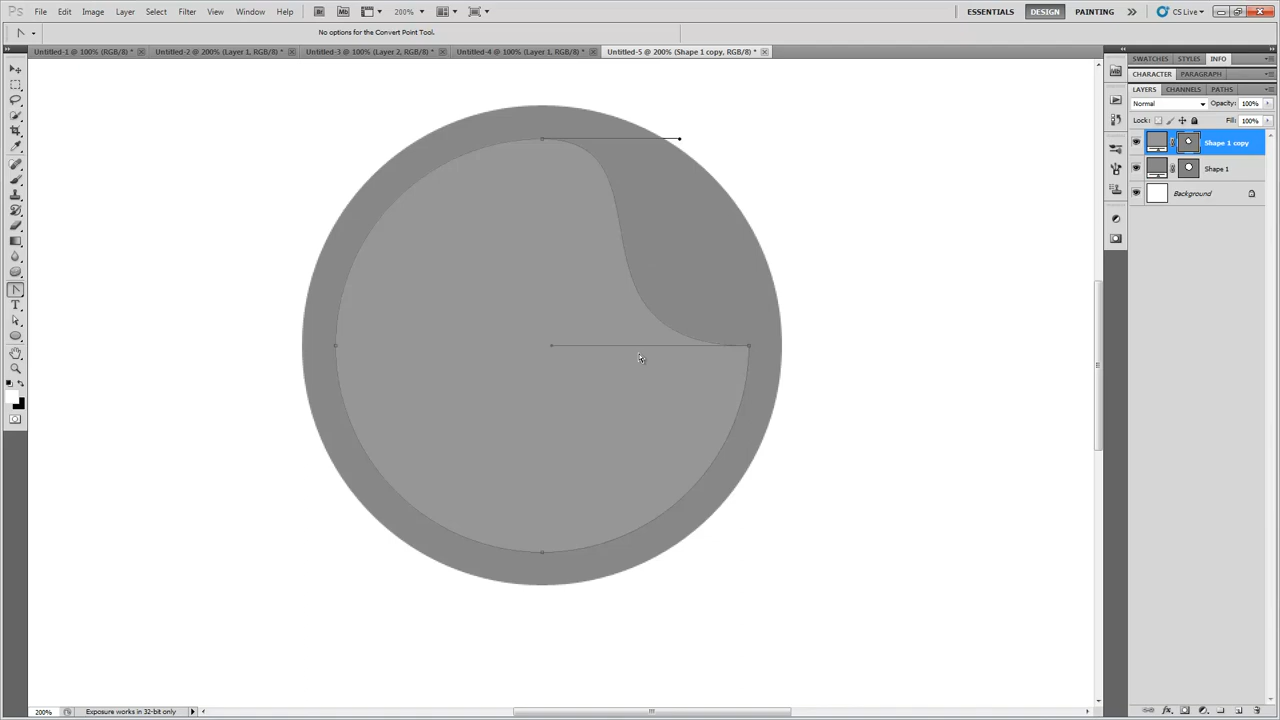 Ps File Edit Image Layer Select Filter View Window Help Br Mb 200% ESSENTIALS DESIGN PAINTING CS Live
No options for the Convert Point Tool.
Untitled-1 @ 100% (RGB/8) * Untitled-2 @ 200% (Layer 1, RGB/8) * Untitled-3 @ 100% (Layer 2, RGB/8) * Untitled-4 @ 100% (Layer 1, RGB/8) * Untitled-5 @ 200% (Shape 1 copy, RGB/8) *
SWATCHES STYLES INFO
CHARACTER PARAGRAPH
LAYERS CHANNELS PATHS
Normal Opacity: 100%
Lock: Fill: 100%
Shape 1 copy
Shape 1
Background
200% Exposure works in 32-bit only